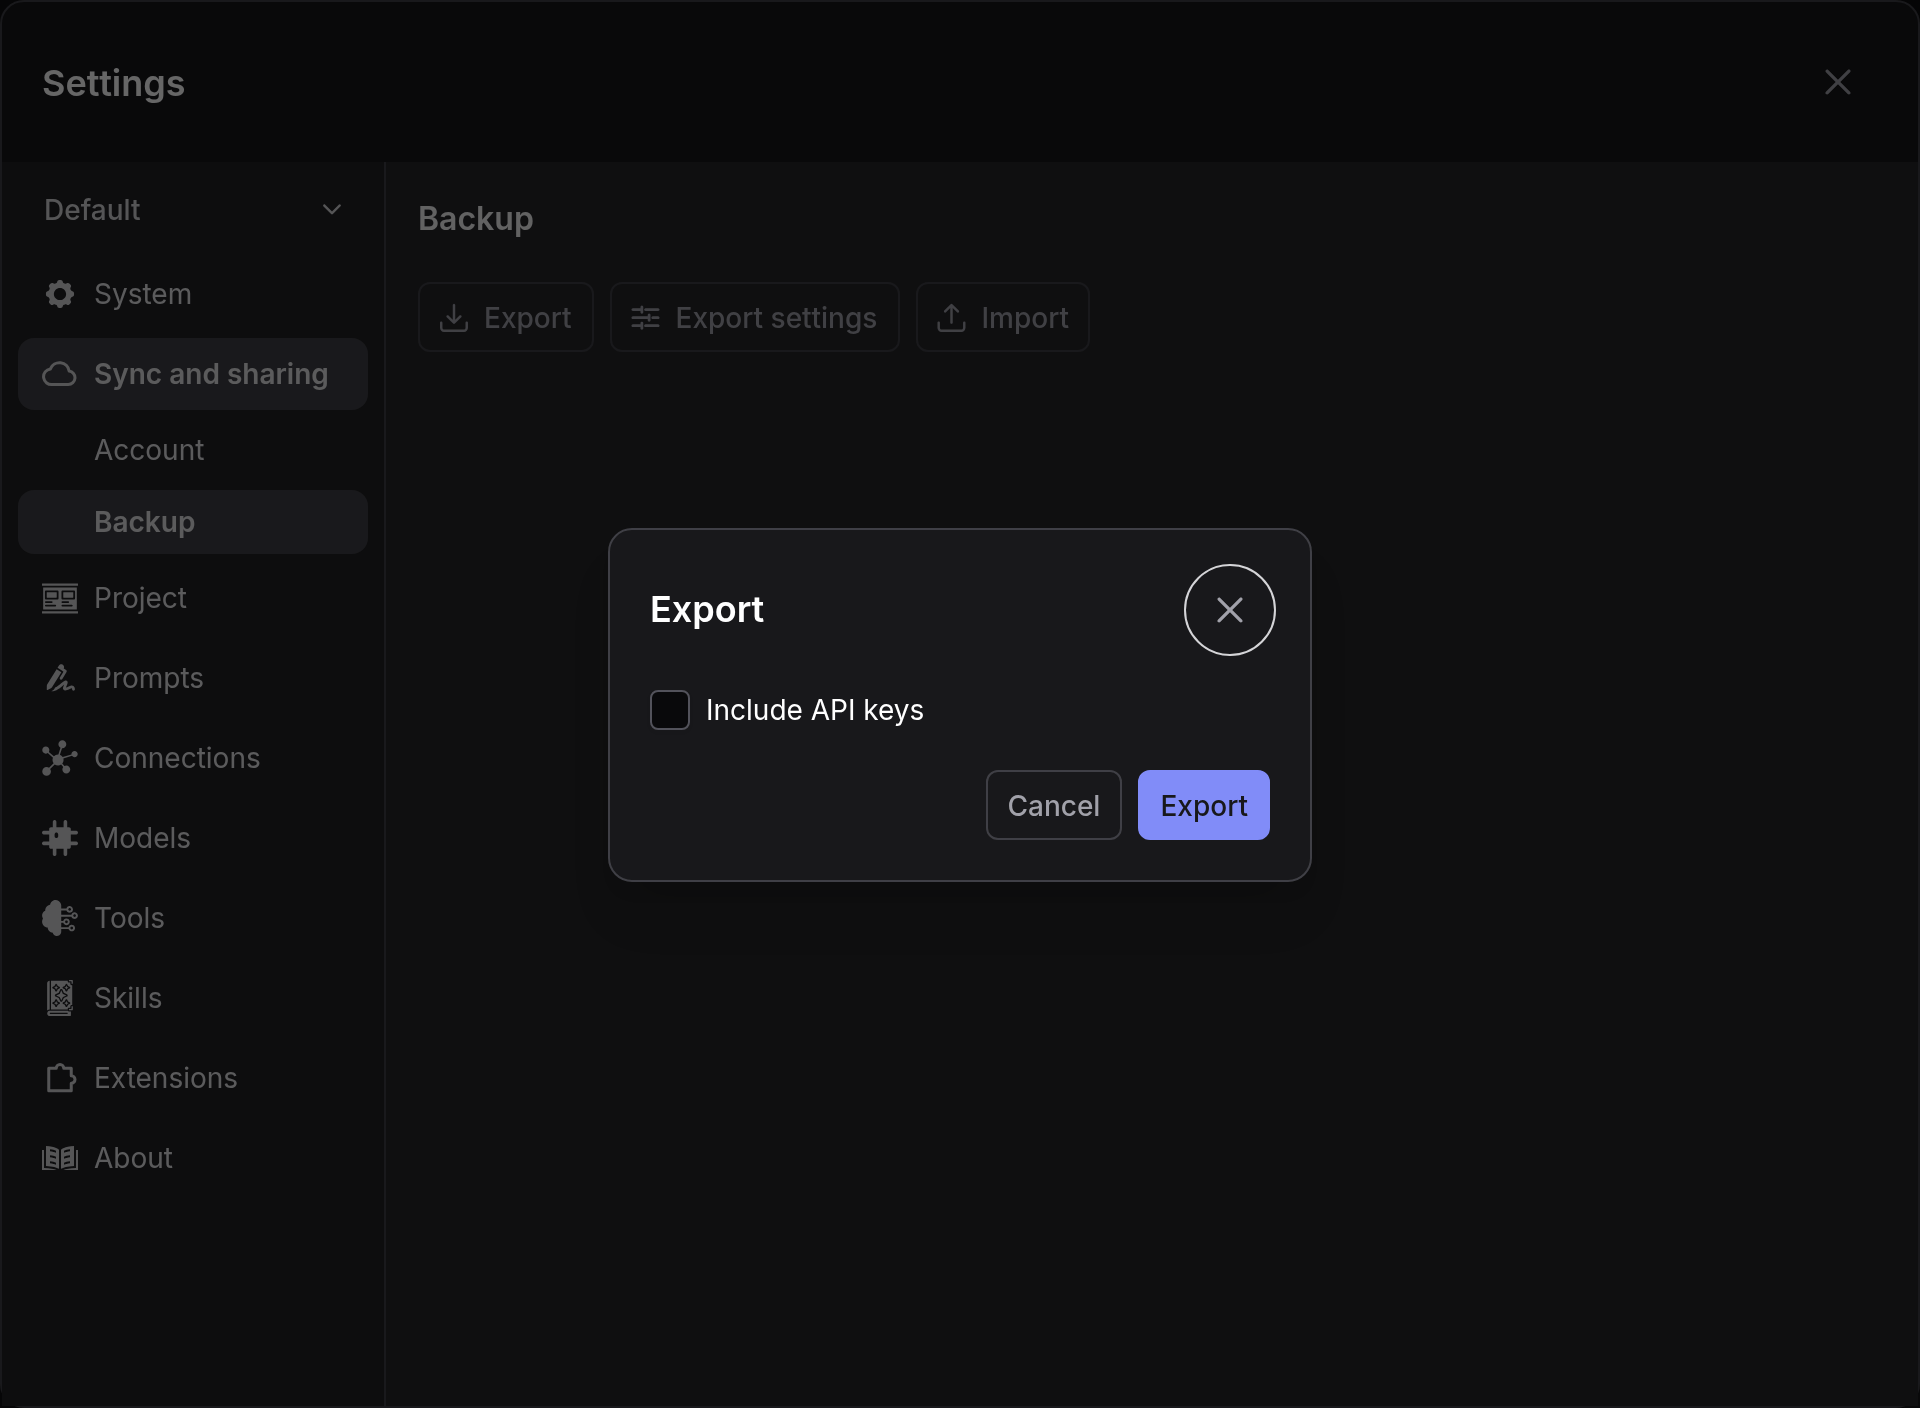 Settings
Default
System
Sync and sharing
Account
Backup
Project
Prompts
Connections
Models
Tools
Skills
Extensions
About
Backup
Export
Export settings
Import
Export
Include API keys
Cancel
Export